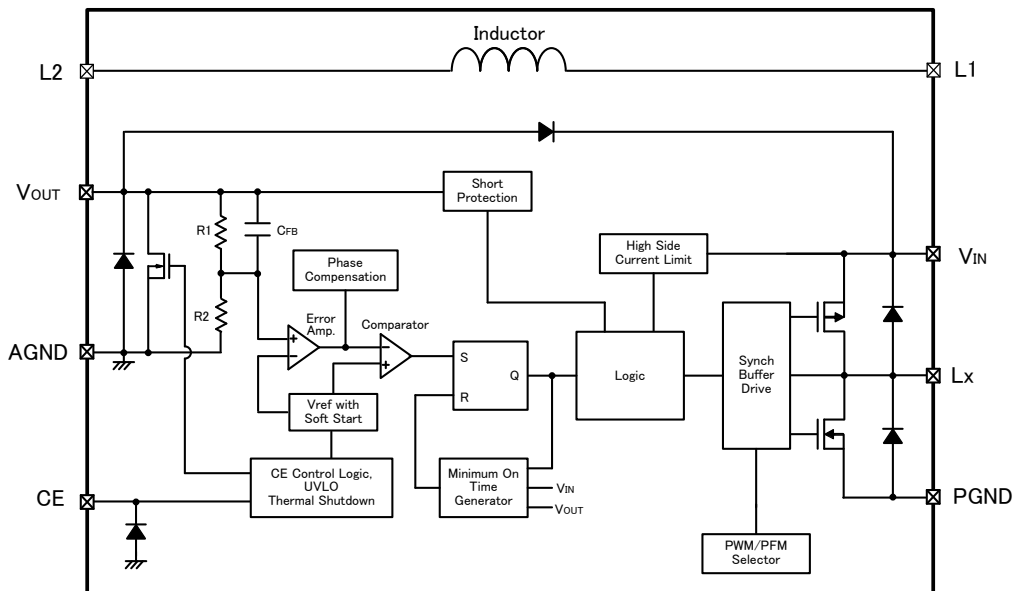 Inductor
L2
L1
VOUT
Short
Protection
R1
CFB
High Side
Current Limit
VIN
Phase
Compensation
R2
Error
Amp.
Comparator
AGND
+
−
−
+
S
Q
R
Logic
Synch
Buffer
Drive
Lx
Vref with
Soft Start
CE Control Logic,
UVLO
Thermal Shutdown
Minimum On
Time
Generator
VIN
VOUT
CE
PGND
PWM/PFM
Selector